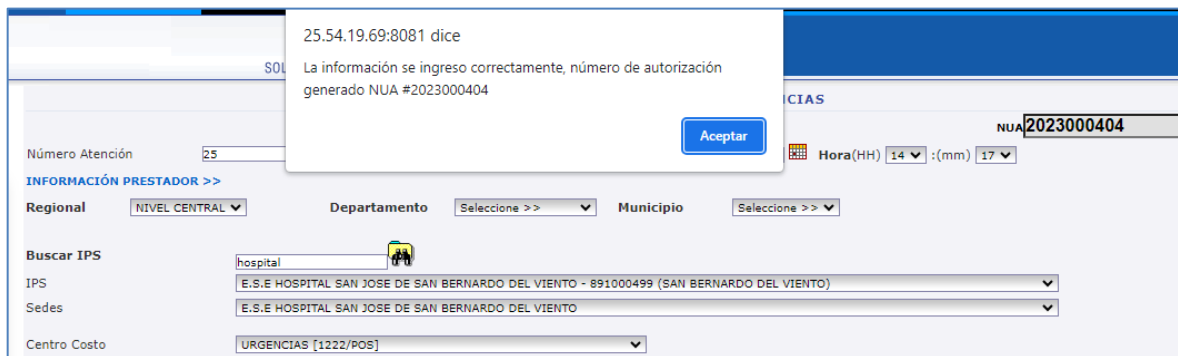 25.54.19.69:8081 dice
La información se ingreso correctamente, número de autorización
generado NUA #2023000404
Aceptar
SOL
CIAS
NUA 2023000404
Número Atención 25 Hora(HH) 14 :(mm) 17
INFORMACIÓN PRESTADOR >>
Regional NIVEL CENTRAL Departamento Seleccione >> Municipio Seleccione >>
Buscar IPS hospital
IPS E.S.E HOSPITAL SAN JOSE DE SAN BERNARDO DEL VIENTO - 891000499 (SAN BERNARDO DEL VIENTO)
Sedes E.S.E HOSPITAL SAN JOSE DE SAN BERNARDO DEL VIENTO
Centro Costo URGENCIAS [1222/POS]